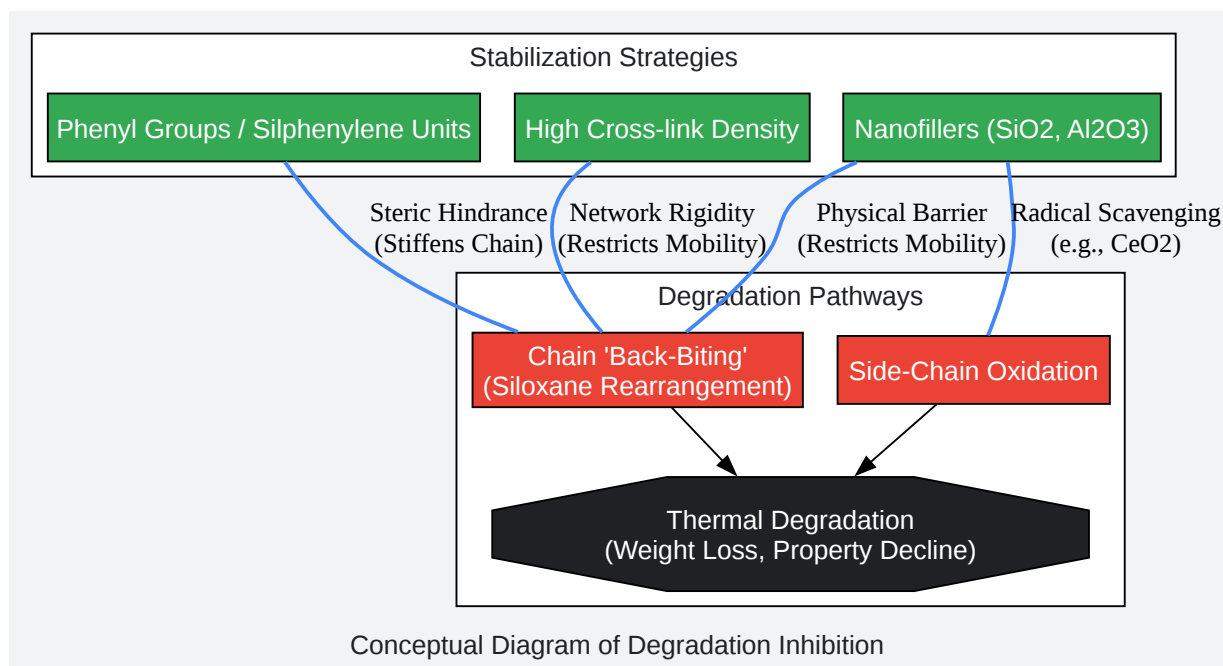 Stabilization Strategies
Phenyl Groups / Silphenylene Units
High Cross-link Density
Nanofillers (SiO2, Al2O3)
Steric Hindrance
(Stiffens Chain)
Network Rigidity
(Restricts Mobility)
Physical Barrier
(Restricts Mobility)
Radical Scavenging
(e.g., CeO2)
Degradation Pathways
Chain 'Back-Biting'
(Siloxane Rearrangement)
Side-Chain Oxidation
Thermal Degradation
(Weight Loss, Property Decline)
Conceptual Diagram of Degradation Inhibition